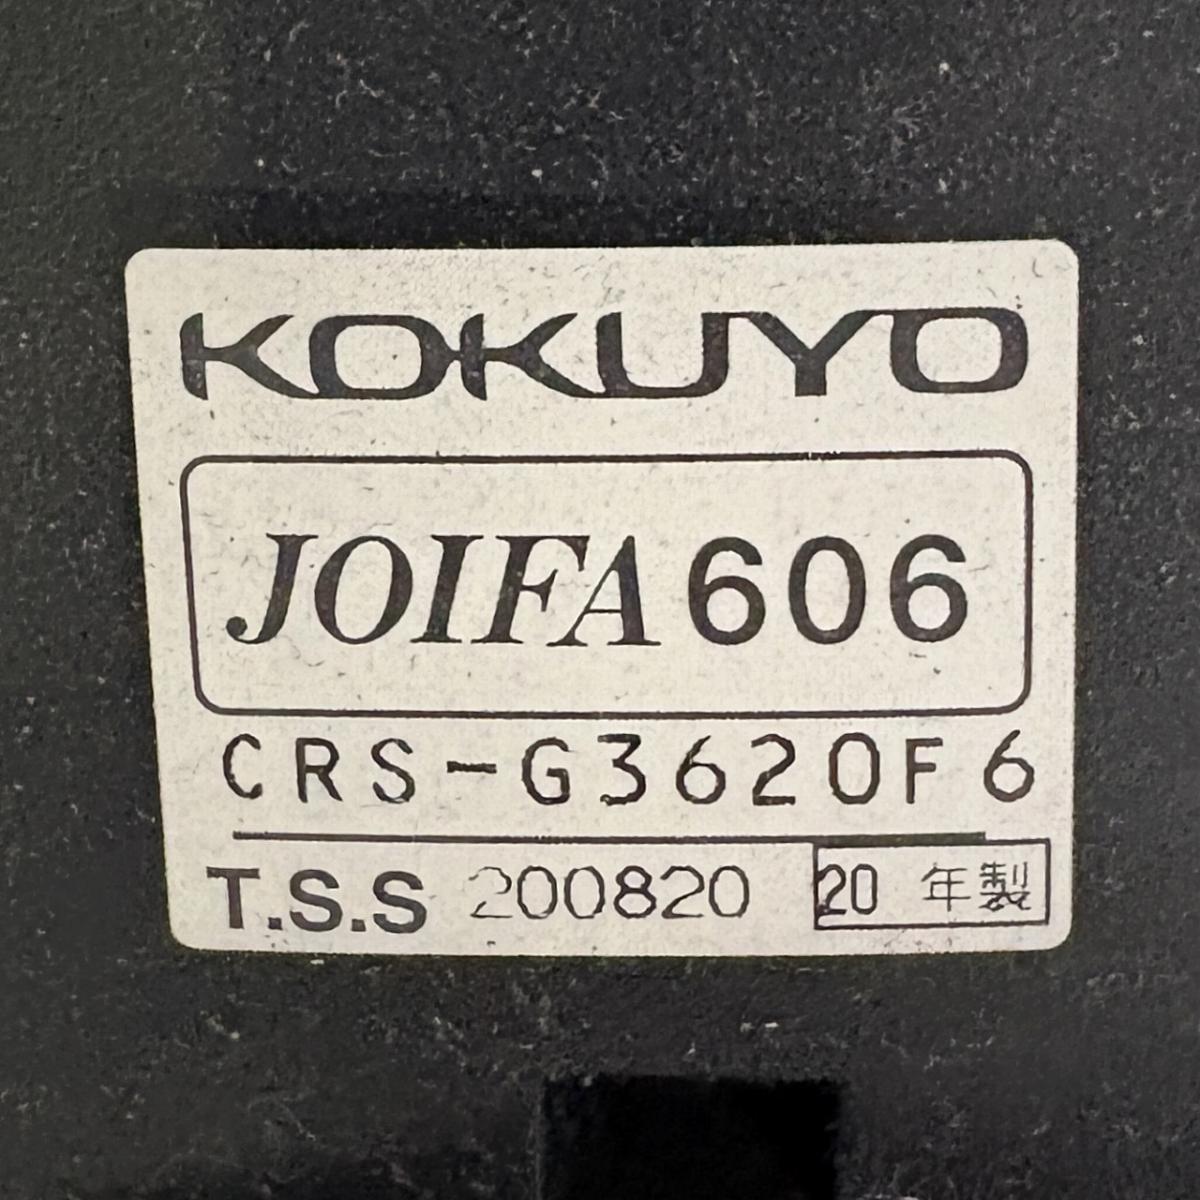 KOKUYO
JOIFA 606
CRS-G3620F6
T.S.S 200820 20 年製